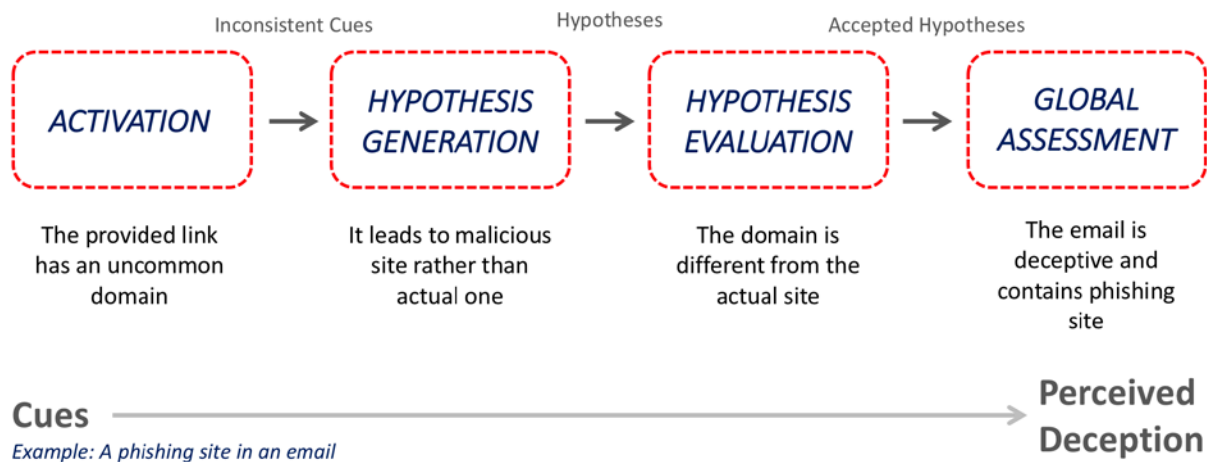 Inconsistent Cues
Hypotheses
Accepted Hypotheses
ACTIVATION
HYPOTHESIS
GENERATION
HYPOTHESIS
EVALUATION
GLOBAL
ASSESSMENT
The provided link
has an uncommon
domain
It leads to malicious
site rather than
actual one
The domain is
different from the
actual site
The email is
deceptive and
contains phishing
site
Cues
Perceived
Deception
Example: A phishing site in an email